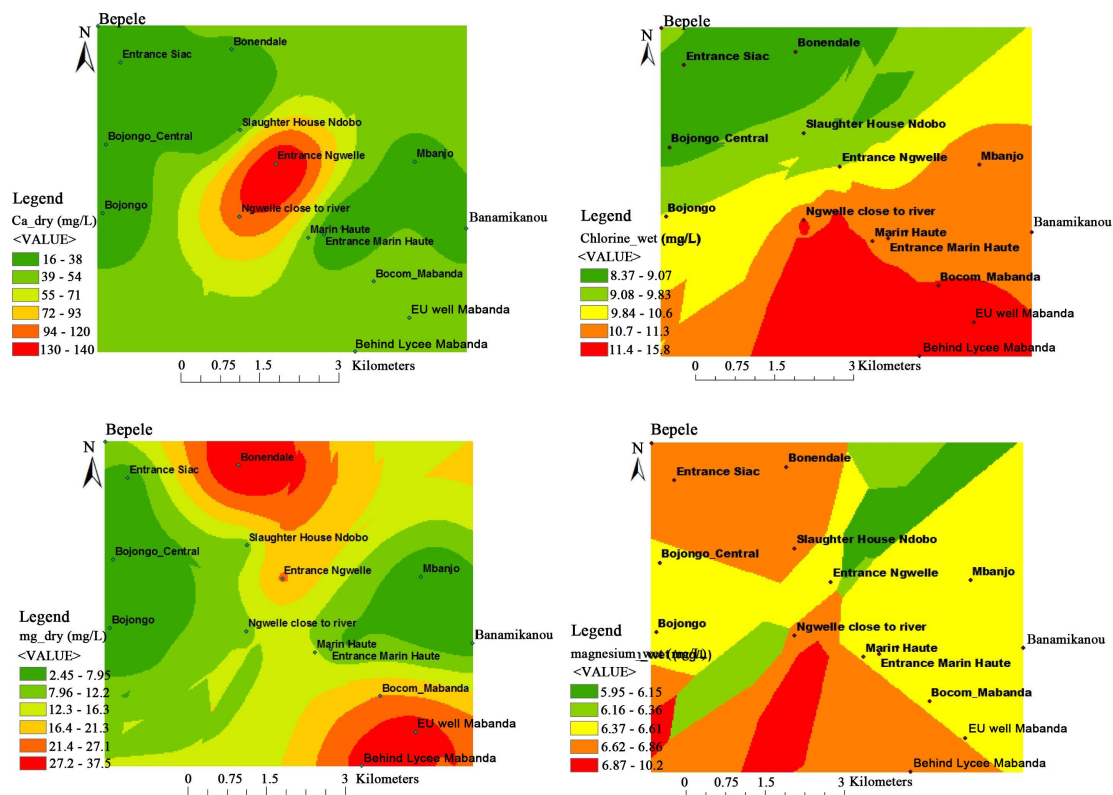 Bepele
N
Bonendale
Entrance Siac
Slaughter House Ndobo
Bojongo_Central
Entrance Ngwelle
Mbanjo
Legend
Bojongo
Ngwelle close to river
Banamikanou
Ca_dry (mg/L)
Marin Haute
Entrance Marin Haute
<VALUE>
16 - 38
39 - 54
55 - 71
72 - 93
94 - 120
130 - 140
Bocom_Mabanda
EU well Mabanda
Behind Lycee Mabanda
0 0.75 1.5 3 Kilometers
Bepele
N
Bonendale
Entrance Siac
Slaughter House Ndobo
Bojongo_Central
Entrance Ngwelle
Mbanjo
Legend
Bojongo
Ngwelle close to river
Banamikanou
Chlorine_wet (mg/L)
Marin Haute
Entrance Marin Haute
<VALUE>
8.37 - 9.07
9.08 - 9.83
9.84 - 10.6
10.7 - 11.3
11.4 - 15.8
Bocom_Mabanda
EU well Mabanda
Behind Lycee Mabanda
0 0.75 1.5 3 Kilometers
Bepele
N
Bonendale
Entrance Siac
Slaughter House Ndobo
Bojongo_Central
Entrance Ngwelle
Mbanjo
Legend
Bojongo
Ngwelle close to river
Banamikanou
mg_dry (mg/L)
Marin Haute
Entrance Marin Haute
<VALUE>
2.45 - 7.95
7.96 - 12.2
12.3 - 16.3
16.4 - 21.3
21.4 - 27.1
27.2 - 37.5
Bocom_Mabanda
EU well Mabanda
Behind Lycee Mabanda
0 0.75 1.5 3 Kilometers
Bepele
N
Bonendale
Entrance Siac
Slaughter House Ndobo
Bojongo_Central
Entrance Ngwelle
Mbanjo
Legend
Bojongo
Ngwelle close to river
Banamikanou
magnesium_wet (mg/L)
Marin Haute
Entrance Marin Haute
<VALUE>
5.95 - 6.15
6.16 - 6.36
6.37 - 6.61
6.62 - 6.86
6.87 - 10.2
Bocom_Mabanda
EU well Mabanda
Behind Lycee Mabanda
0 0.75 1.5 3 Kilometers